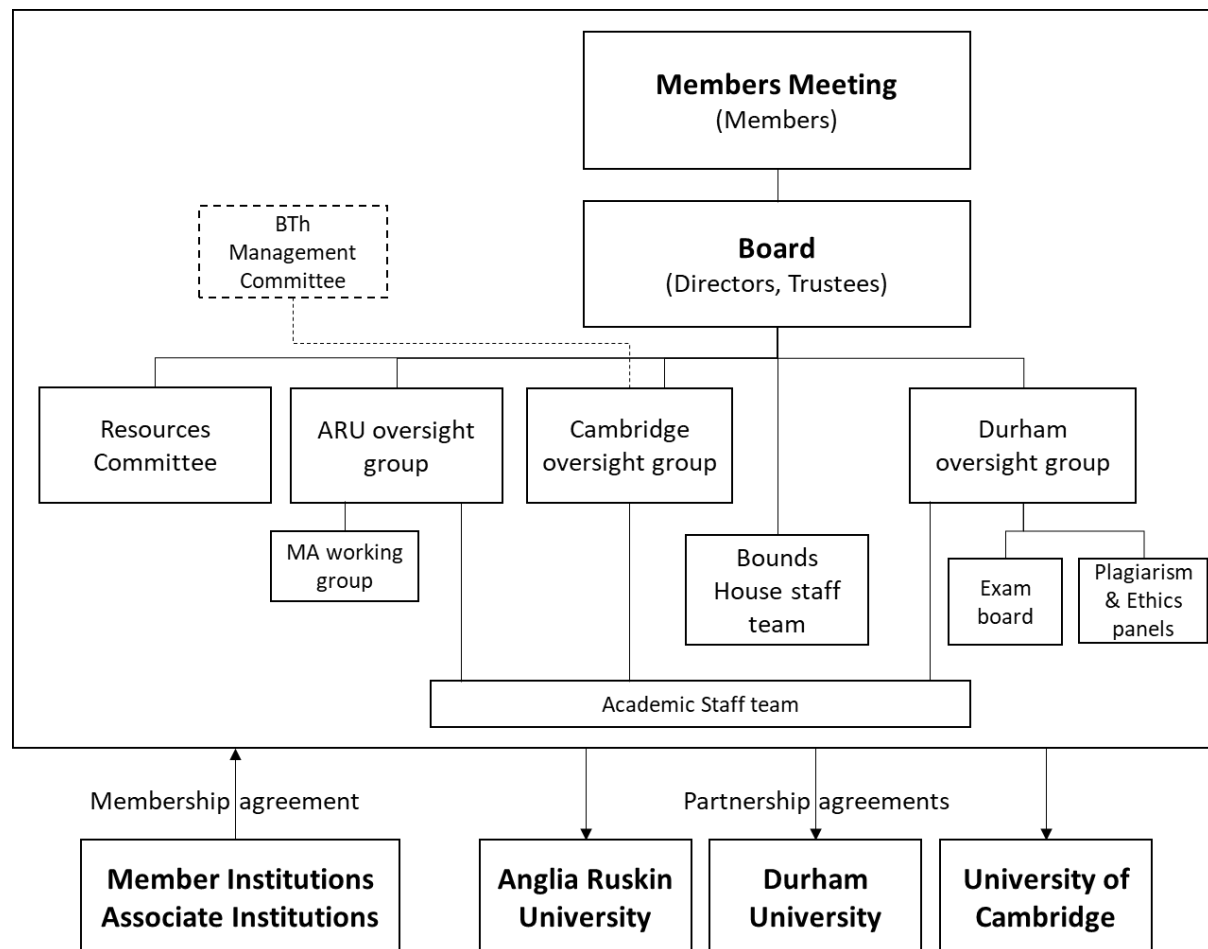 Members Meeting
(Members)
BTh
Management
Committee
Board
(Directors, Trustees)
Resources
Committee
ARU oversight
group
Cambridge
oversight group
Durham
oversight group
MA working
group
Bounds
House staff
team
Exam
board
Plagiarism
& Ethics
panels
Academic Staff team
Membership agreement
Partnership agreements
Member Institutions
Associate Institutions
Anglia Ruskin
University
Durham
University
University of
Cambridge